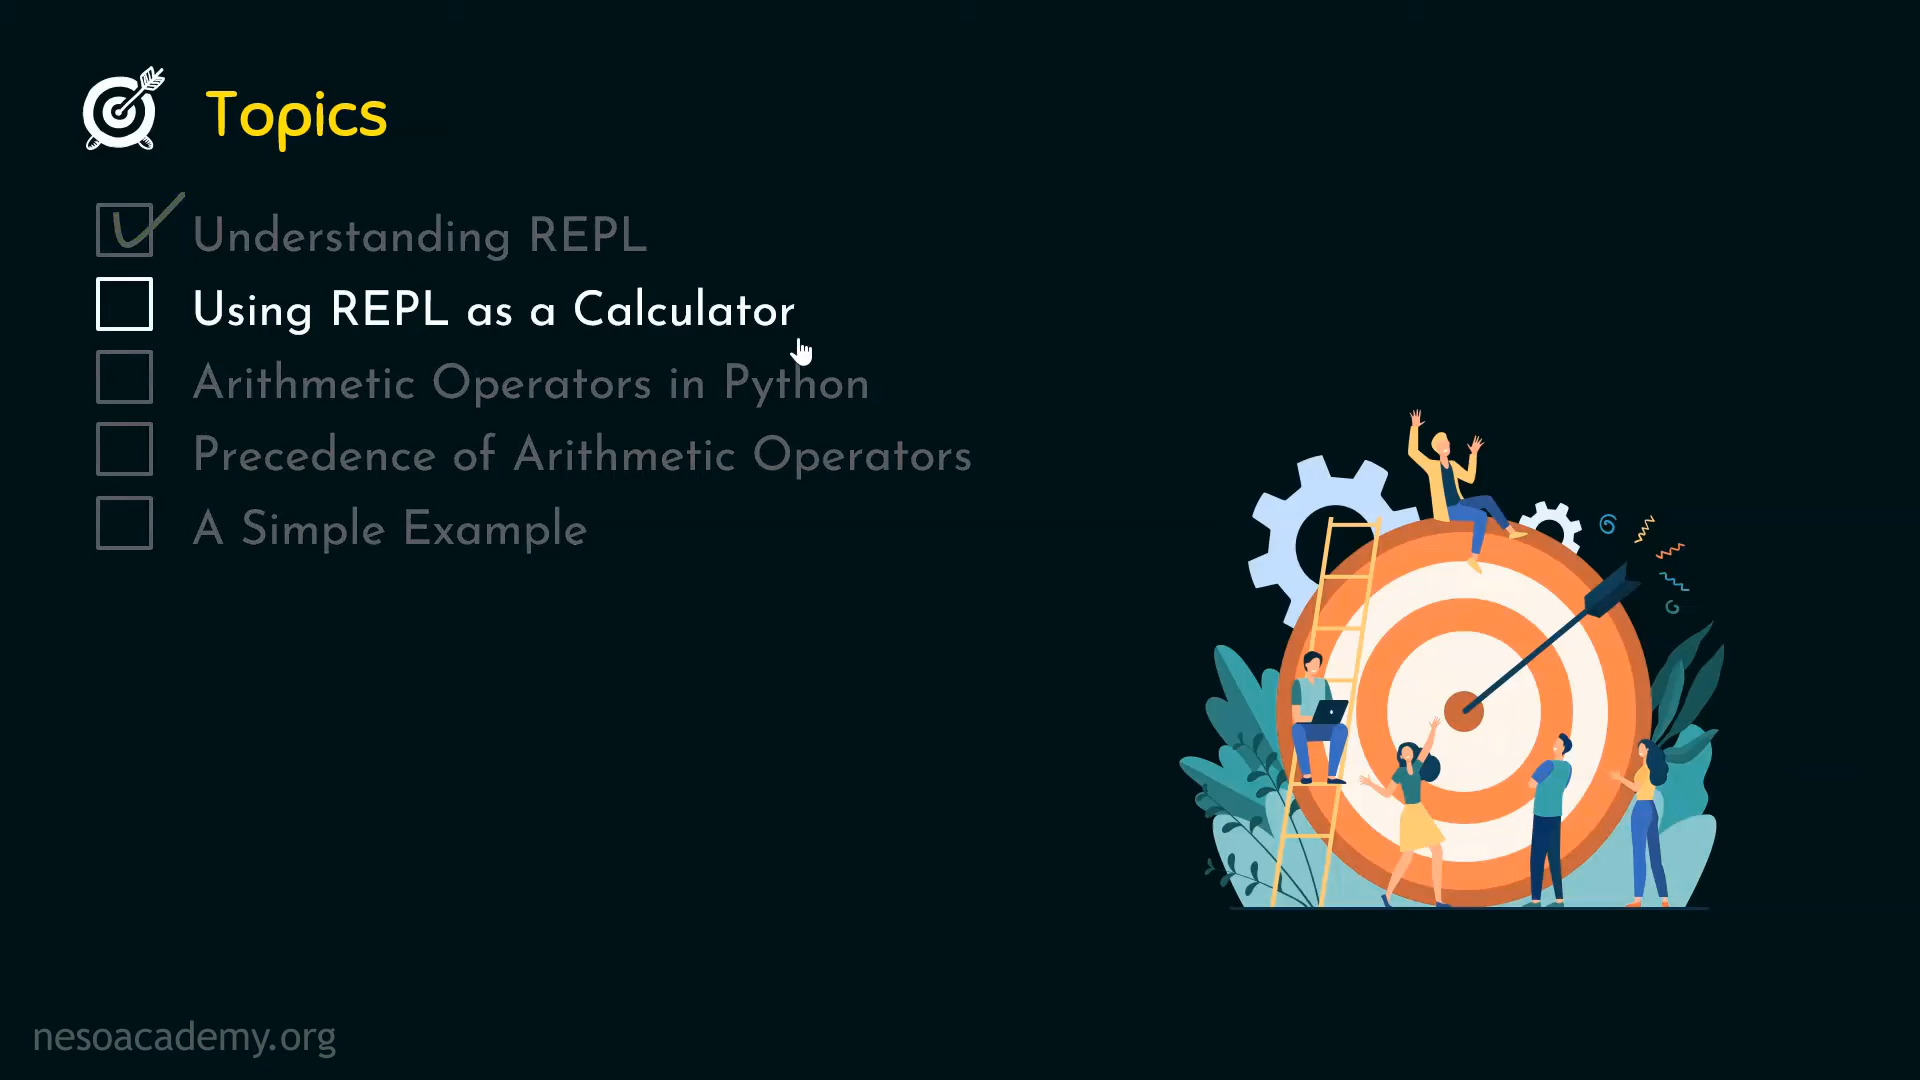 Topics
Understanding REPL
Using REPL as a Calculator
Arithmetic Operators in Python
Precedence of Arithmetic Operators
A Simple Example
nesoacademy.org